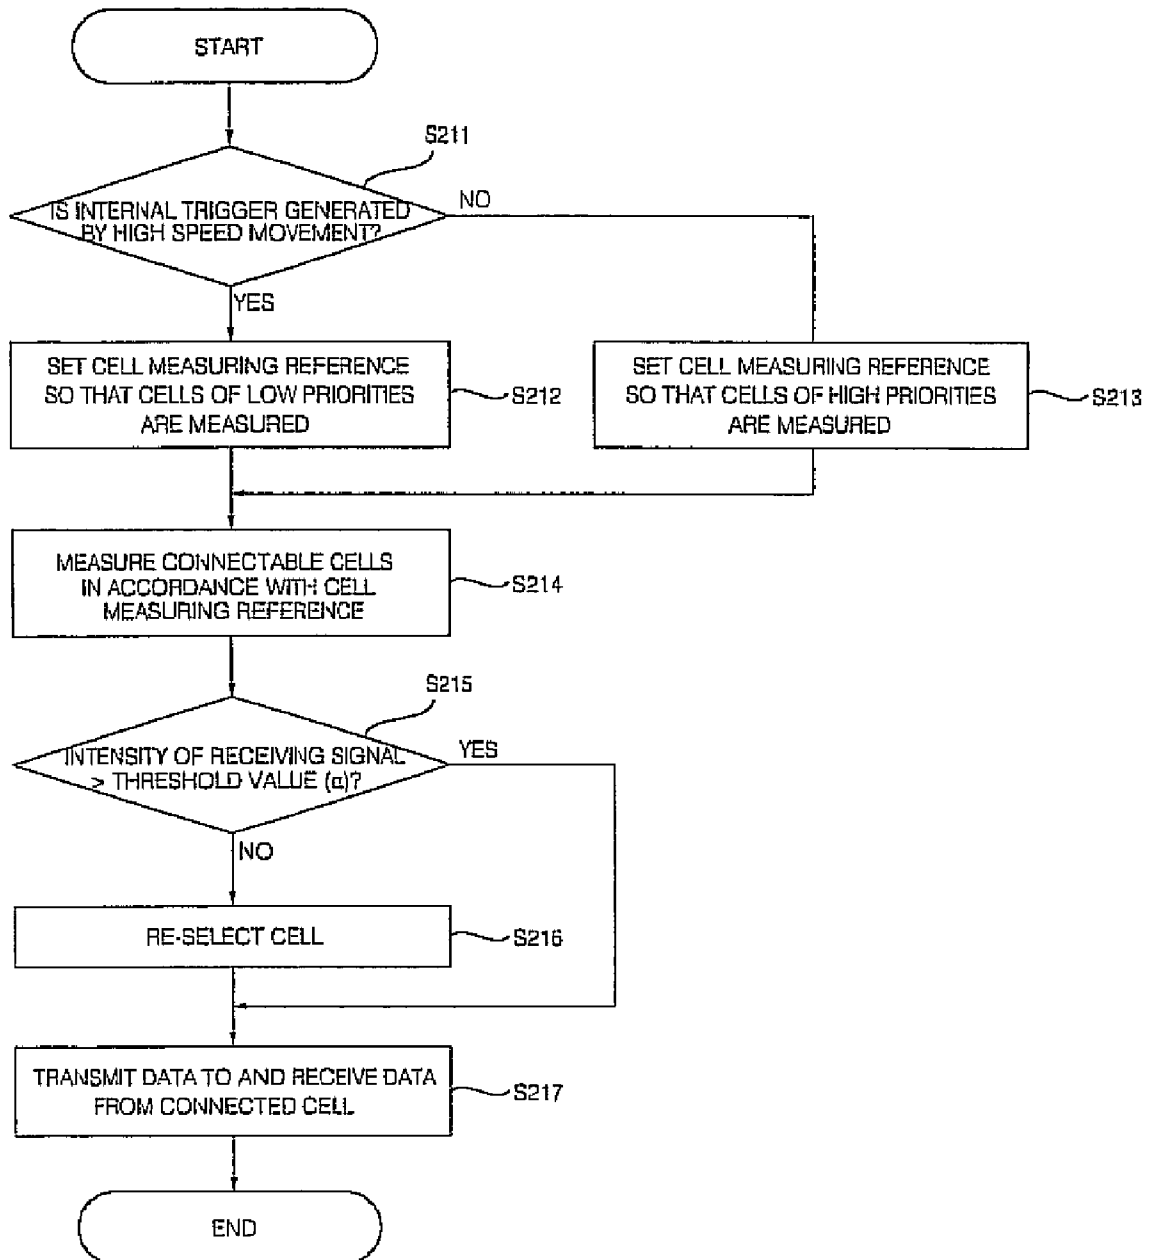 START
S211
IS INTERNAL TRIGGER GENERATED
BY HIGH SPEED MOVEMENT?
NO
YES
SET CELL MEASURING REFERENCE
SO THAT CELLS OF LOW PRIORITIES
ARE MEASURED
S212
SET CELL MEASURING REFERENCE
SO THAT CELLS OF HIGH PRIORITIES
ARE MEASURED
S213
MEASURE CONNECTABLE CELLS
IN ACCORDANCE WITH CELL
MEASURING REFERENCE
S214
S215
INTENSITY OF RECEIVING SIGNAL
> THRESHOLD VALUE (α)?
YES
NO
RE-SELECT CELL
S216
TRANSMIT DATA TO AND RECEIVE DATA
FROM CONNECTED CELL
S217
END